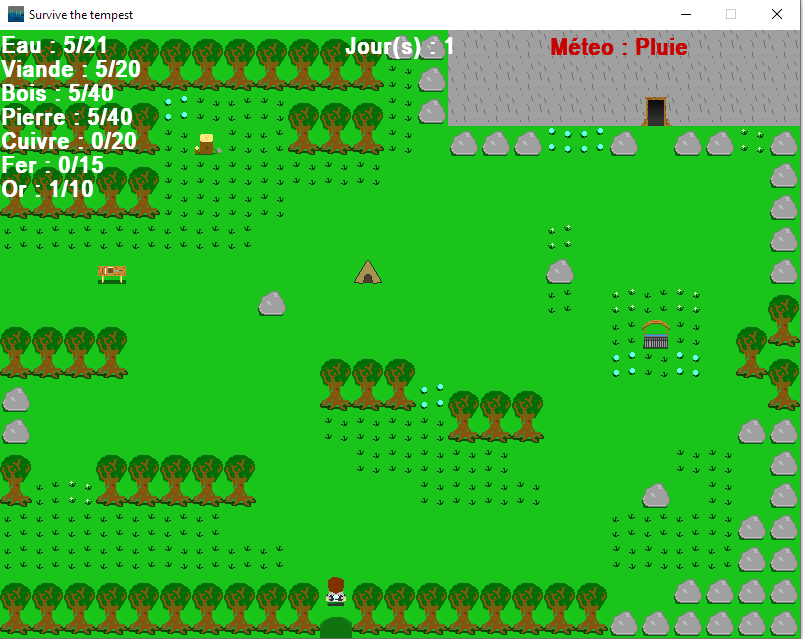 Survive the tempest
Eau : 5/21
Jour(s) : 1
Méteo : Pluie
Viande : 5/20
Bois : 5/40
Pierre : 5/40
Cuivre : 0/20
Fer : 0/15
Or : 1/10